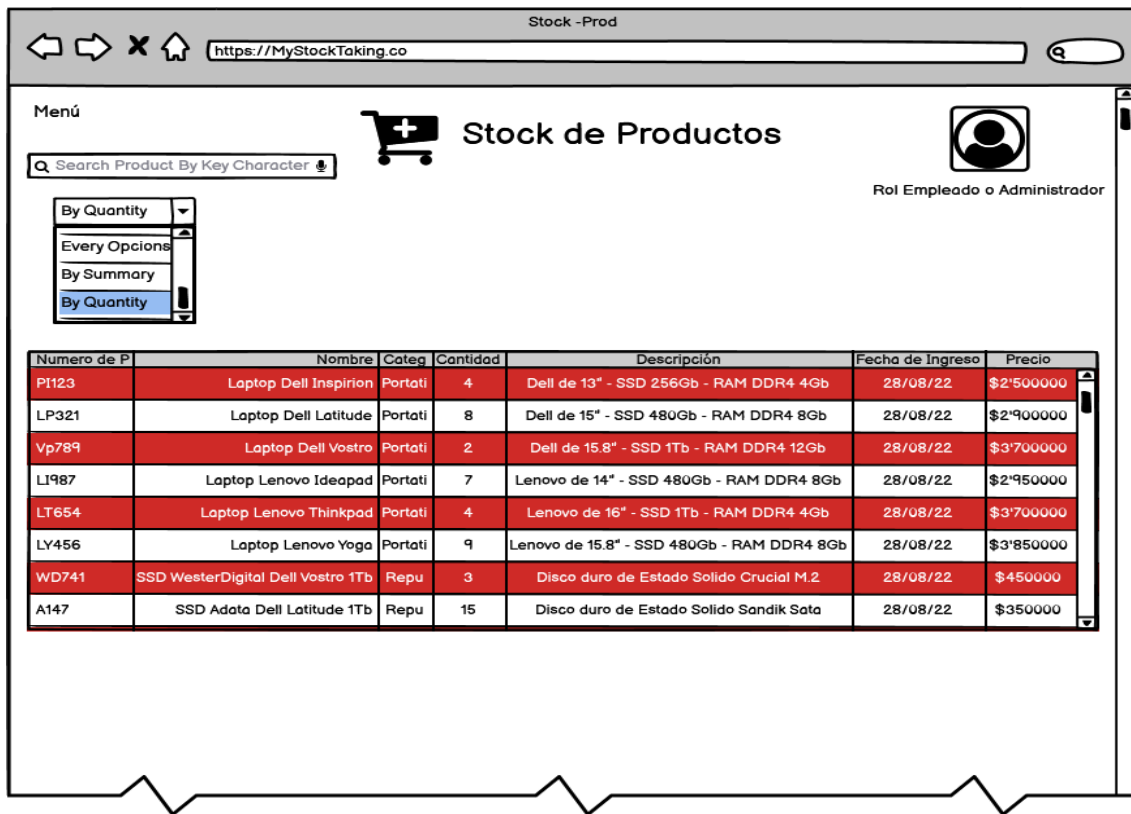 Stock -Prod
https://MyStockTaking.co
Menú
Stock de Productos
Search Product By Key Character
Rol Empleado o Administrador
By Quantity
Every Opcions
By Summary
By Quantity
Numero de P Nombre Categ Cantidad Descripción Fecha de Ingreso Precio
PI123 Laptop Dell Inspirion Portati 4 Dell de 13" - SSD 256Gb - RAM DDR4 4Gb 28/08/22 $2'500000
LP321 Laptop Dell Latitude Portati 8 Dell de 15" - SSD 480Gb - RAM DDR4 8Gb 28/08/22 $2'900000
Vp789 Laptop Dell Vostro Portati 2 Dell de 15.8" - SSD 1Tb - RAM DDR4 12Gb 28/08/22 $3'700000
LI987 Laptop Lenovo Ideapad Portati 7 Lenovo de 14" - SSD 480Gb - RAM DDR4 8Gb 28/08/22 $2'950000
LT654 Laptop Lenovo Thinkpad Portati 4 Lenovo de 16" - SSD 1Tb - RAM DDR4 4Gb 28/08/22 $3'700000
LY456 Laptop Lenovo Yoga Portati 9 Lenovo de 15.8" - SSD 480Gb - RAM DDR4 8Gb 28/08/22 $3'850000
WD741 SSD WesterDigital Dell Vostro 1Tb Repu 3 Disco duro de Estado Solido Crucial M.2 28/08/22 $450000
A147 SSD Adata Dell Latitude 1Tb Repu 15 Disco duro de Estado Solido Sandik Sata 28/08/22 $350000